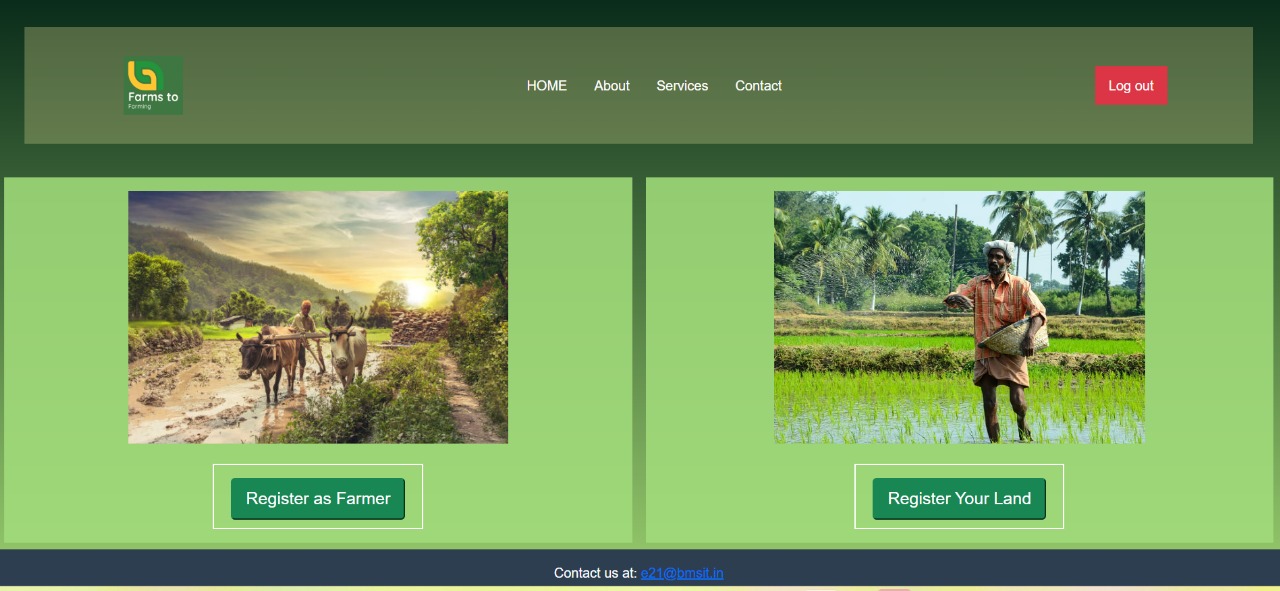 Farms to
Farming
HOME
About
Services
Contact
Log out
Register as Farmer
Register Your Land
Contact us at: e21@bmsit.in